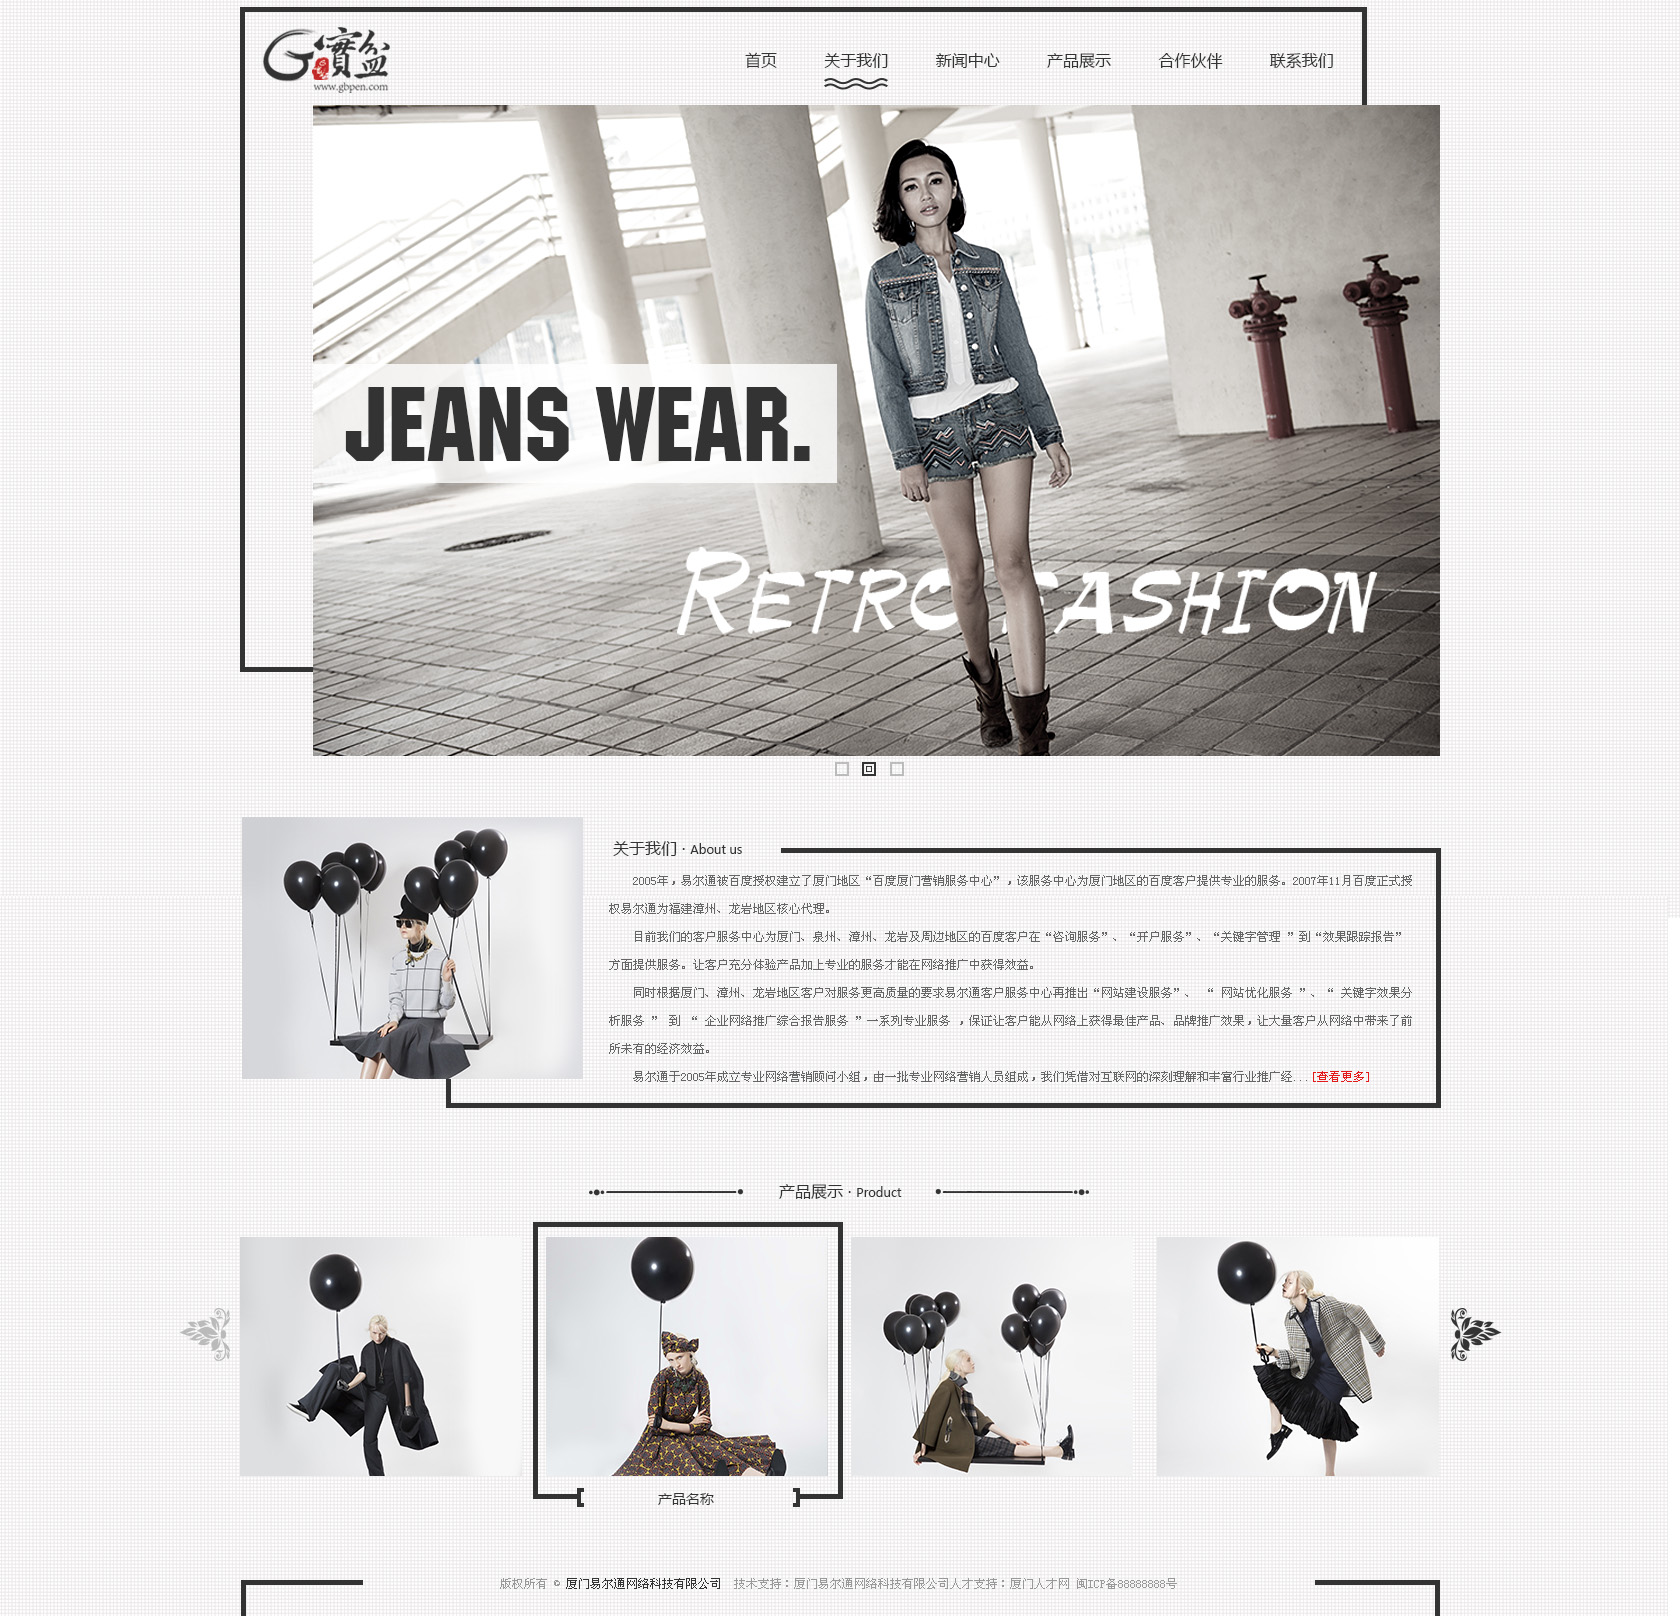 G寶盆
www.gbpen.com
首页 关于我们 新闻中心 产品展示 合作伙伴 联系我们
JEANS WEAR.
RETRO FASHION
关于我们 · About us
2005年，易尔通被百度授权建立了厦门地区“百度厦门营销服务中心”，该服务中心为厦门地区的百度客户提供专业的服务。2007年11月百度正式授
权易尔通为福建漳州、龙岩地区核心代理。
目前我们的客户服务中心为厦门、泉州、漳州、龙岩及周边地区的百度客户在“咨询服务”、“开户服务”、“关键字管理 ”到“效果跟踪报告”
方面提供服务。让客户充分体验产品加上专业的服务才能在网络推广中获得效益。
同时根据厦门、漳州、龙岩地区客户对服务更高质量的要求易尔通客户服务中心再推出“网站建设服务”、 “ 网站优化服务 ”、“ 关键字效果分
析服务 ” 到 “ 企业网络推广综合报告服务 ”一系列专业服务 ，保证让客户能从网络上获得最佳产品、品牌推广效果，让大量客户从网络中带来了前
所未有的经济效益。
易尔通于2005年成立专业网络营销顾问小组，由一批专业网络营销人员组成，我们凭借对互联网的深刻理解和丰富行业推广经...[查看更多]
产品展示 · Product
产品名称
版权所有 © 厦门易尔通网络科技有限公司 技术支持：厦门易尔通网络科技有限公司人才支持：厦门人才网 闽ICP备88888888号